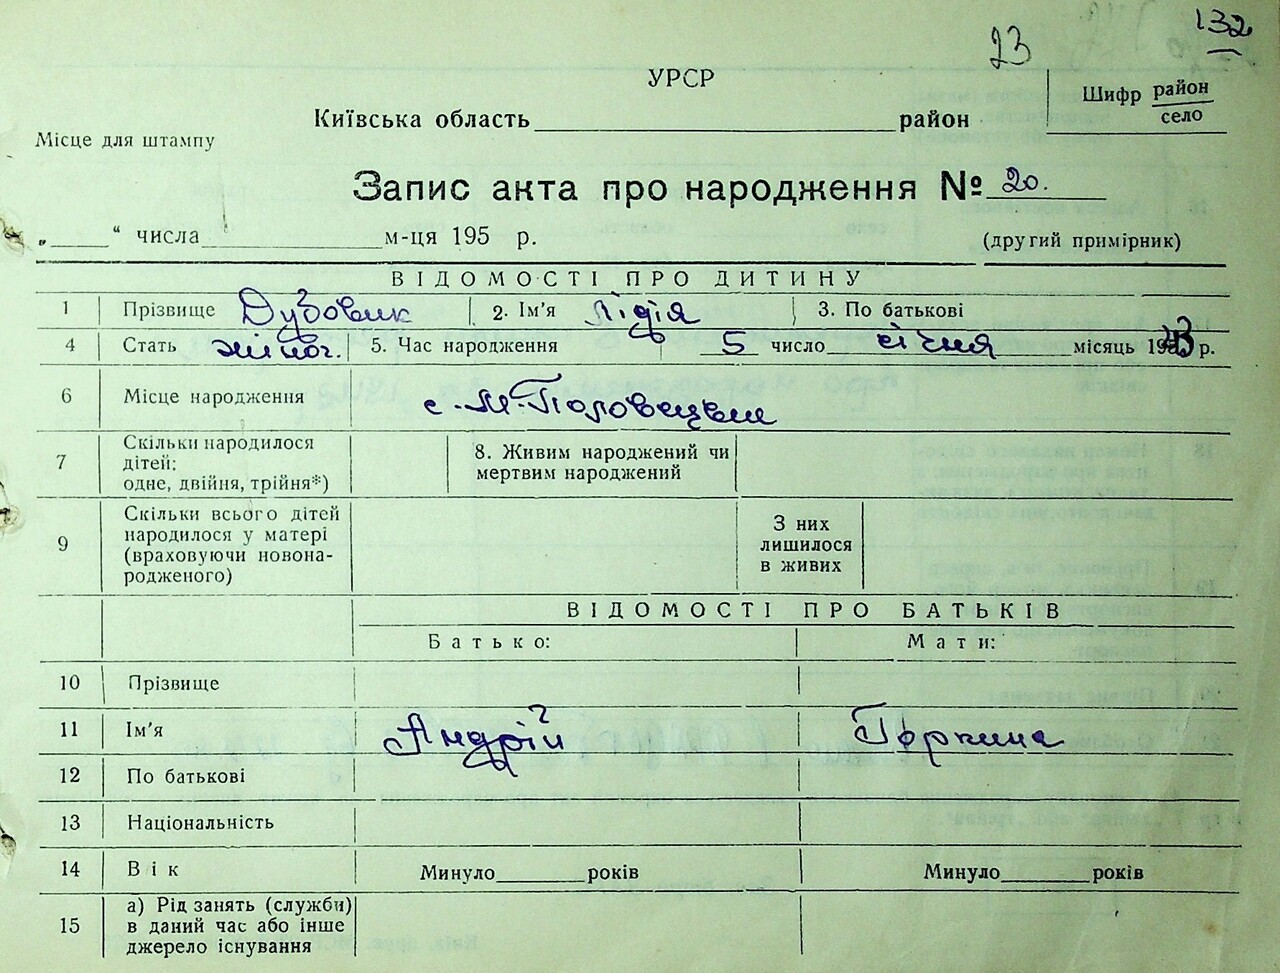 132
23
УРСР
Київська область район
Шифр район
село
Місце для штампу
Запис акта про народження № 20.
„ “ числа м-ця 195 р.
(другий примірник)
ВІДОМОСТІ ПРО ДИТИНУ
1 Прізвище Дубовик 2. Ім'я Лідія 3. По батькові
4 Стать жіноч. 5. Час народження 5 число січня місяць р.
6 Місце народження с. М-Половецьки
7 Скільки народилося дітей: одне, двійня, трійня*) 8. Живим народжений чи мертвим народжений
9 Скільки всього дітей народилося у матері (враховуючи новонародженого) З них лишилося в живих
ВІДОМОСТІ ПРО БАТЬКІВ
Батько: Мати:
10 Прізвище
11 Ім'я Андрій Горпина
12 По батькові
13 Національність
14 Вік Минуло років Минуло років
15 а) Рід занять (служби) в даний час або інше джерело існування